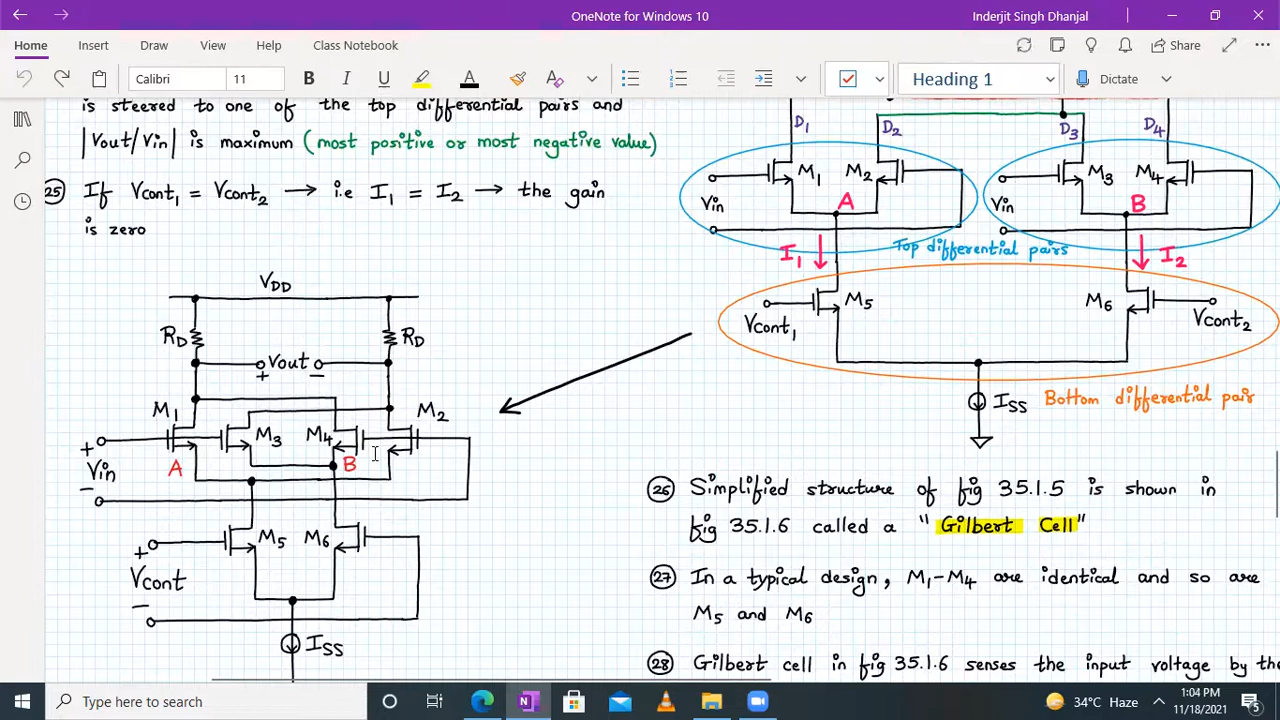 OneNote for Windows 10
Inderjit Singh Dhanjal
Home Insert Draw View Help Class Notebook
Share
Calibri 11 B I U A Heading 1 Dictate
is steered to one of the top differential pairs and
|Vout/Vin| is maximum (most positive or most negative value)
25 If Vcont1 = Vcont2 → i.e I1 = I2 → the gain
is zero
VDD
RD RD
+ Vout -
M1 M2
M3 M4
+ Vin -
A B
M5 M6
+
Vcont
-
ISS
D1 D2 D3 D4
M1 M2 M3 M4
Vin A Vin B
Top differential pairs
I1 I2
M5 M6
Vcont1 Vcont2
ISS Bottom differential pair
26 Simplified structure of fig 35.1.5 is shown in
fig 35.1.6 called a "Gilbert Cell"
27 In a typical design, M1-M4 are identical and so are
M5 and M6
28 Gilbert cell in fig 35.1.6 senses the input voltage by the
Type here to search
34°C Haze
1:04 PM
11/18/2021
5